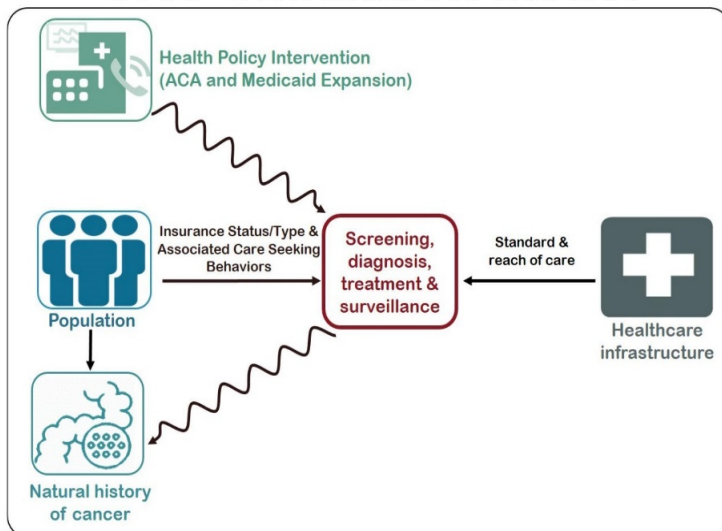 Health Policy Intervention
(ACA and Medicaid Expansion)
Insurance Status/Type &
Associated Care Seeking
Behaviors
Screening,
diagnosis,
treatment &
surveillance
Standard &
reach of care
Population
Healthcare
infrastructure
Natural history
of cancer